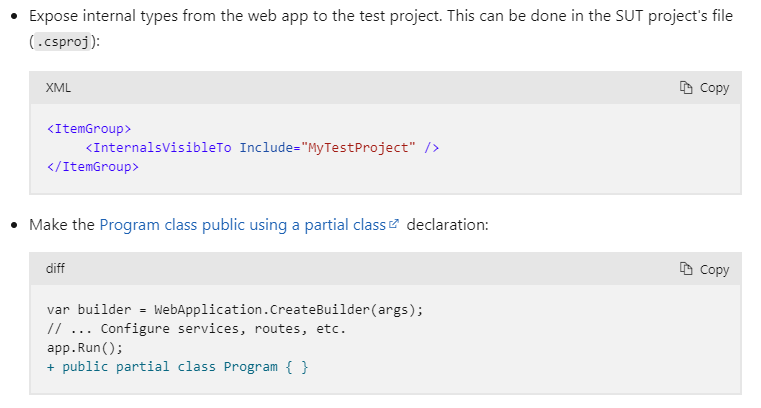 • Expose internal types from the web app to the test project. This can be done in the SUT project's file
(.csproj):
XML Copy
<ItemGroup>
<InternalsVisibleTo Include="MyTestProject" />
</ItemGroup>
• Make the Program class public using a partial class declaration:
diff Copy
var builder = WebApplication.CreateBuilder(args);
// ... Configure services, routes, etc.
app.Run();
+ public partial class Program { }